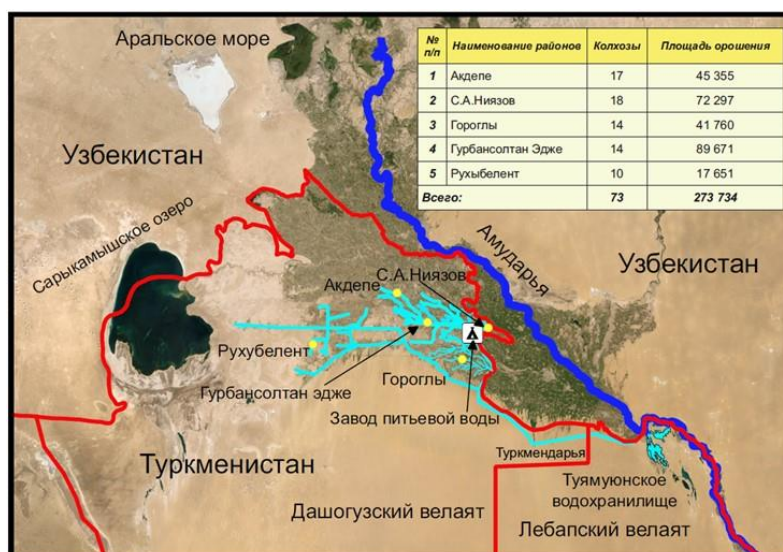 Аральское море
№ п/п Наименование районов Колхозы Площадь орошения
1 Акдепе 17 45 355
2 С.А.Ниязов 18 72 297
3 Гороглы 14 41 760
4 Гурбансолтан Эдже 14 89 671
5 Рухыбелент 10 17 651
Всего: 73 273 734
Узбекистан
Сарыкамышское озеро
Амударья
Узбекистан
С.А.Ниязов
Акдепе
Рухубелент
Гурбансолтан эдже
Гороглы
Завод питьевой воды
Туркмендарья
Туркменистан
Туямуюнское
водохранилище
Дашогузский велаят
Лебапский велаят